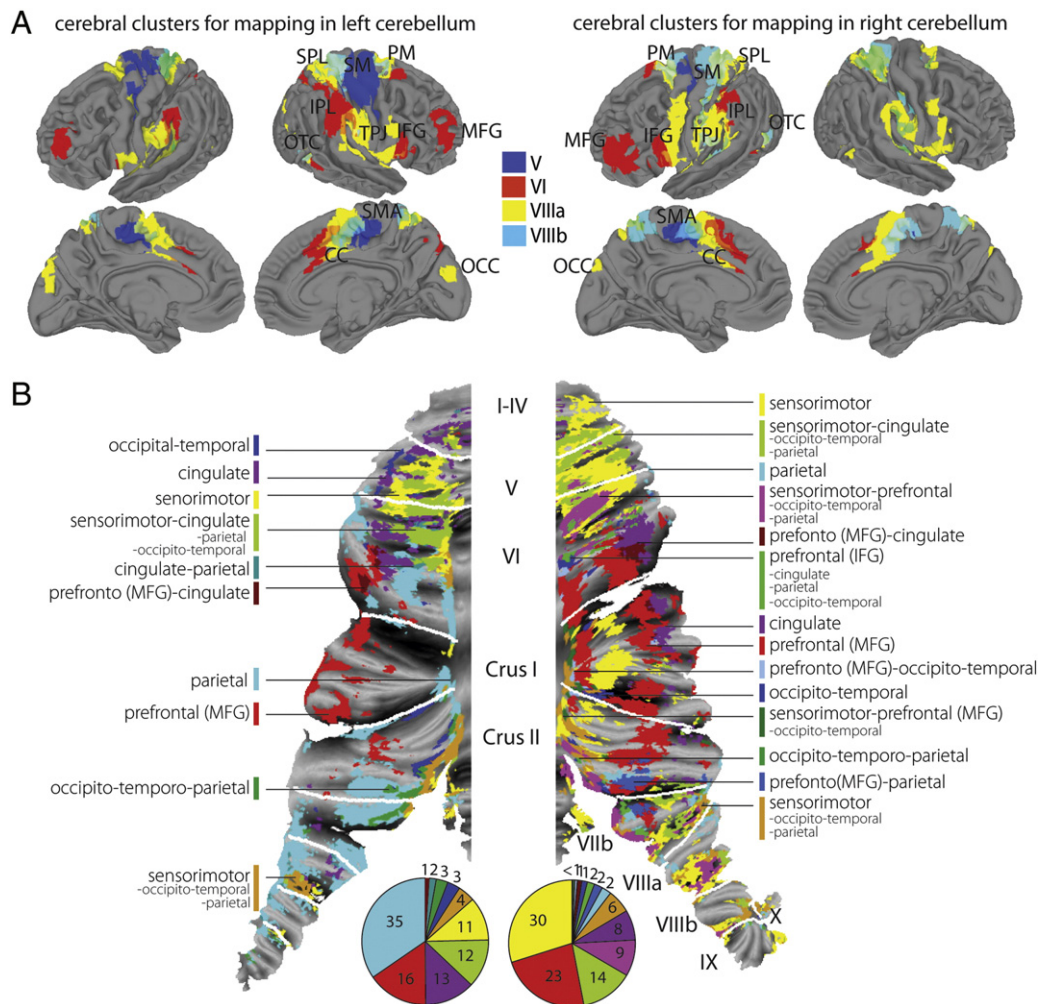 A
cerebral clusters for mapping in left cerebellum
cerebral clusters for mapping in right cerebellum
SPL
SM
PM
IPL
TPJ
IFG
MFG
OTC
PM
SM
SPL
IPL
OTC
MFG
IFG
TPJ
V
VI
VIIIa
VIIIb
SMA
CC
OCC
SMA
CC
OCC
B
occipital-temporal
cingulate
senorimotor
sensorimotor-cingulate
-parietal
-occipito-temporal
cingulate-parietal
prefronto (MFG)-cingulate
parietal
prefrontal (MFG)
occipito-temporo-parietal
sensorimotor
-occipito-temporal
-parietal
I-IV
V
VI
Crus I
Crus II
VIIb
VIIIa
VIIIb
IX
X
sensorimotor
sensorimotor-cingulate
-occipito-temporal
-parietal
parietal
sensorimotor-prefrontal
-occipito-temporal
-parietal
prefonto (MFG)-cingulate
prefrontal (IFG)
-cingulate
-parietal
-occipito-temporal
cingulate
prefrontal (MFG)
prefronto (MFG)-occipito-temporal
occipito-temporal
sensorimotor-prefrontal (MFG)
-occipito-temporal
occipito-temporo-parietal
prefonto(MFG)-parietal
sensorimotor
-occipito-temporal
-parietal
1 2 3 3
4
11
12
13
16
35
<1 1 1 1 2 2 2
6
8
9
14
23
30